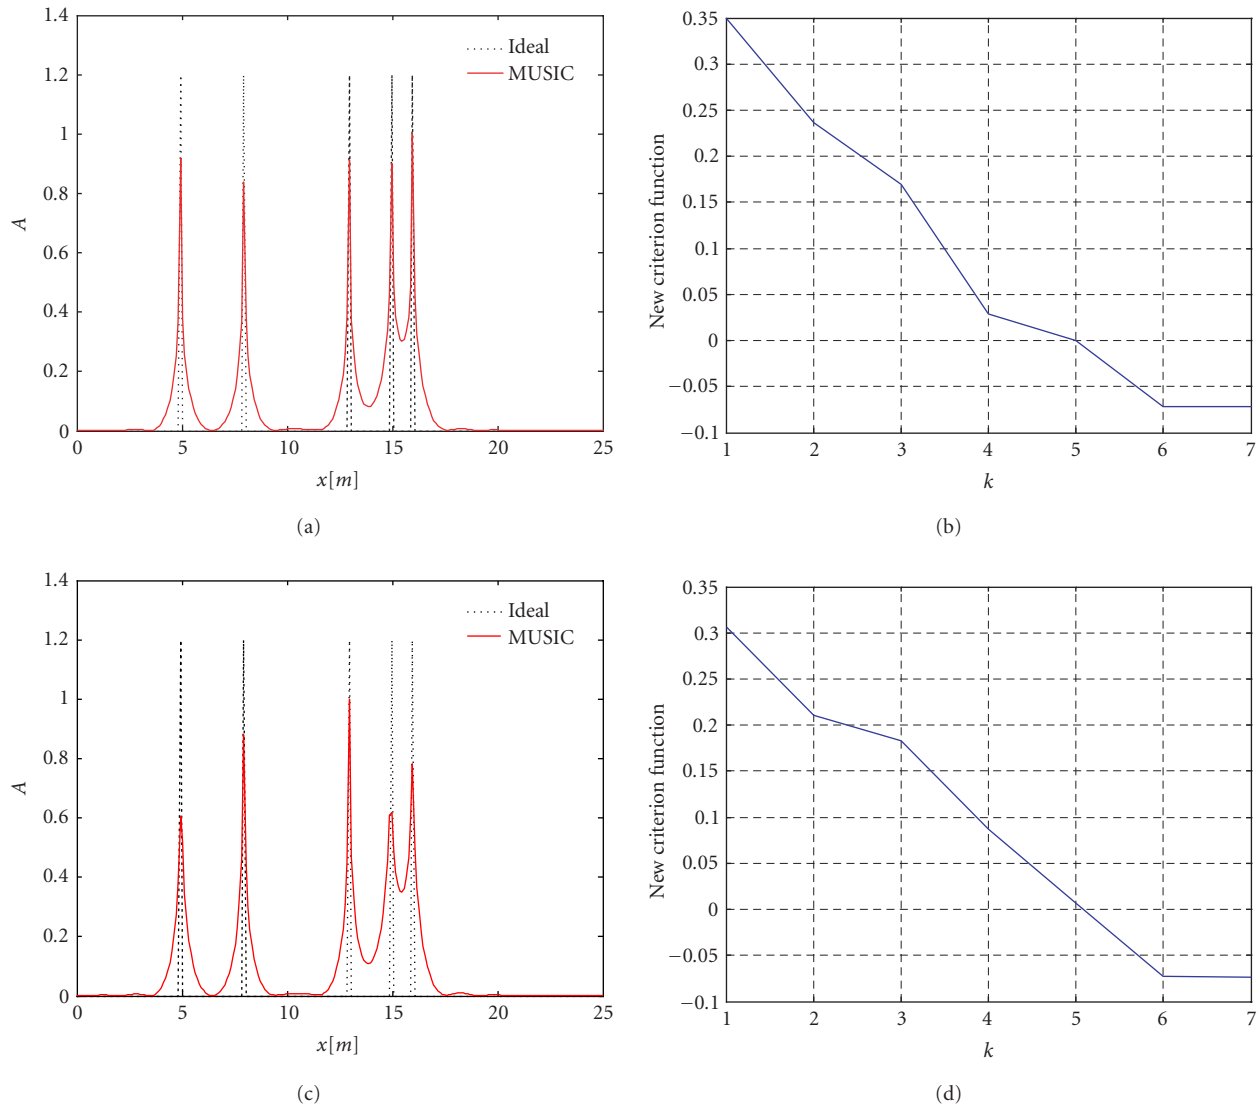 1.4
1.2
1
0.8
0.6
0.4
0.2
0
A
Ideal
MUSIC
0 5 10 15 20 25
x[m]
(a)
0.35
0.3
0.25
0.2
0.15
0.1
0.05
0
−0.05
−0.1
New criterion function
1 2 3 4 5 6 7
k
(b)
1.4
1.2
1
0.8
0.6
0.4
0.2
0
A
Ideal
MUSIC
0 5 10 15 20 25
x[m]
(c)
0.35
0.3
0.25
0.2
0.15
0.1
0.05
0
−0.05
−0.1
New criterion function
1 2 3 4 5 6 7
k
(d)